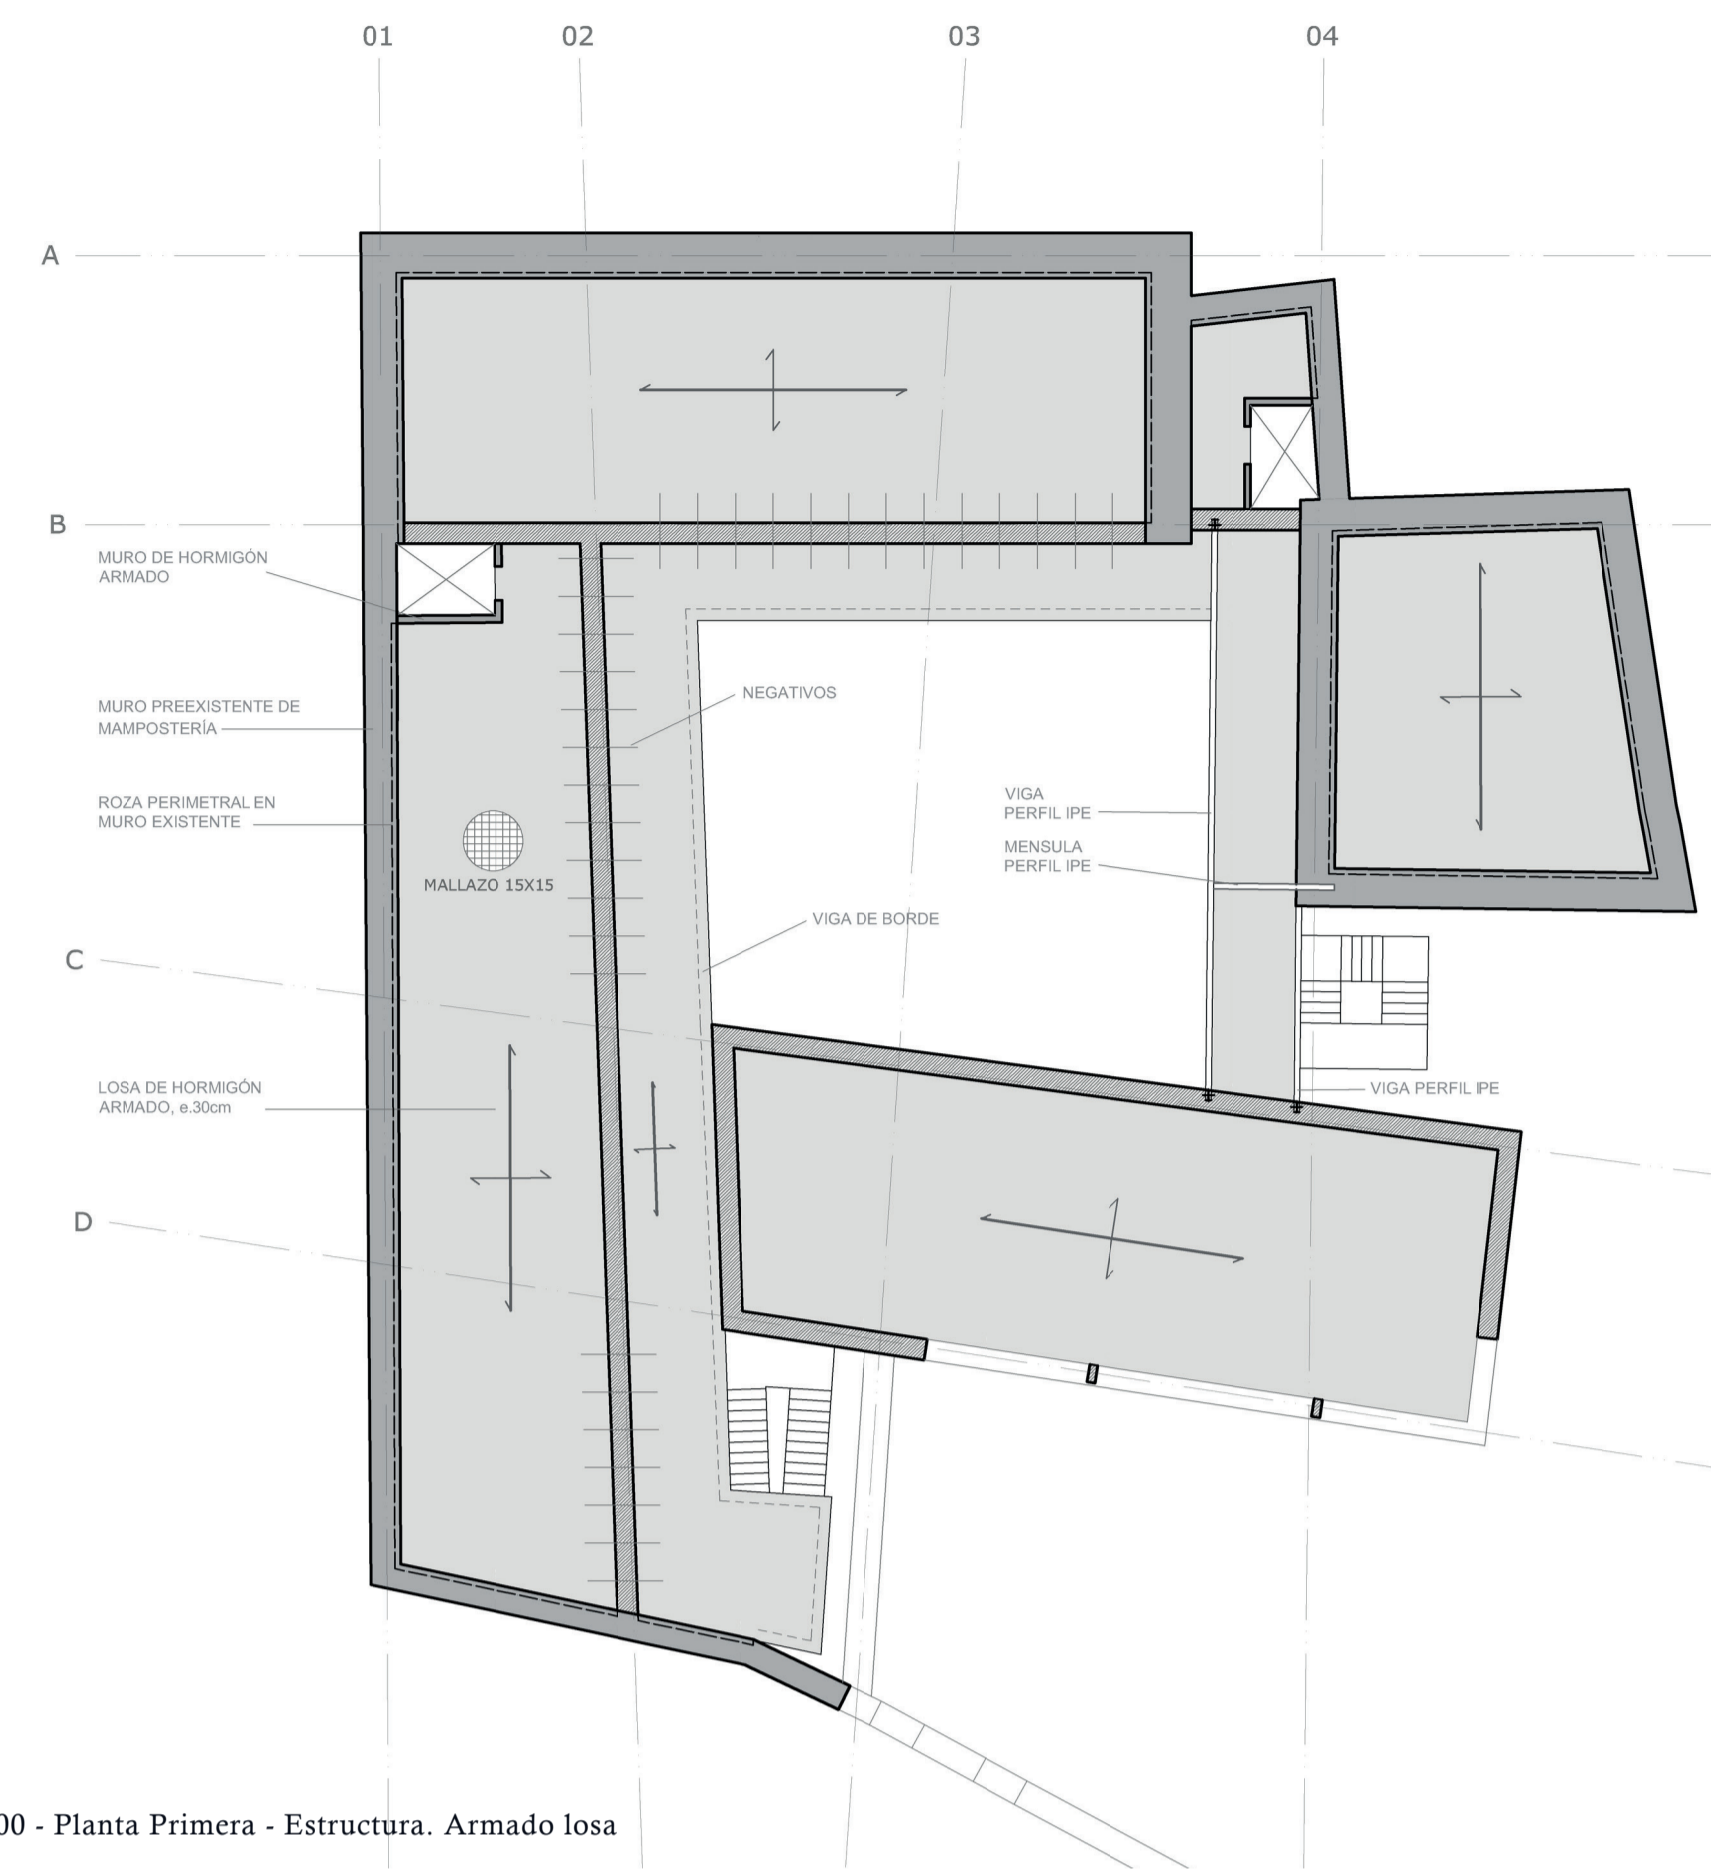 01
02
03
04
A
B
MURO DE HORMIGÓN
ARMADO
MURO PREEXISTENTE DE
MAMPOSTERÍA
NEGATIVOS
VIGA
PERFIL IPE
ROZA PERIMETRAL EN
MURO EXISTENTE
MENSULA
PERFIL IPE
MALLAZO 15X15
VIGA DE BORDE
C
LOSA DE HORMIGÓN
ARMADO, e.30cm
VIGA PERFIL IPE
D
00 - Planta Primera - Estructura. Armado losa